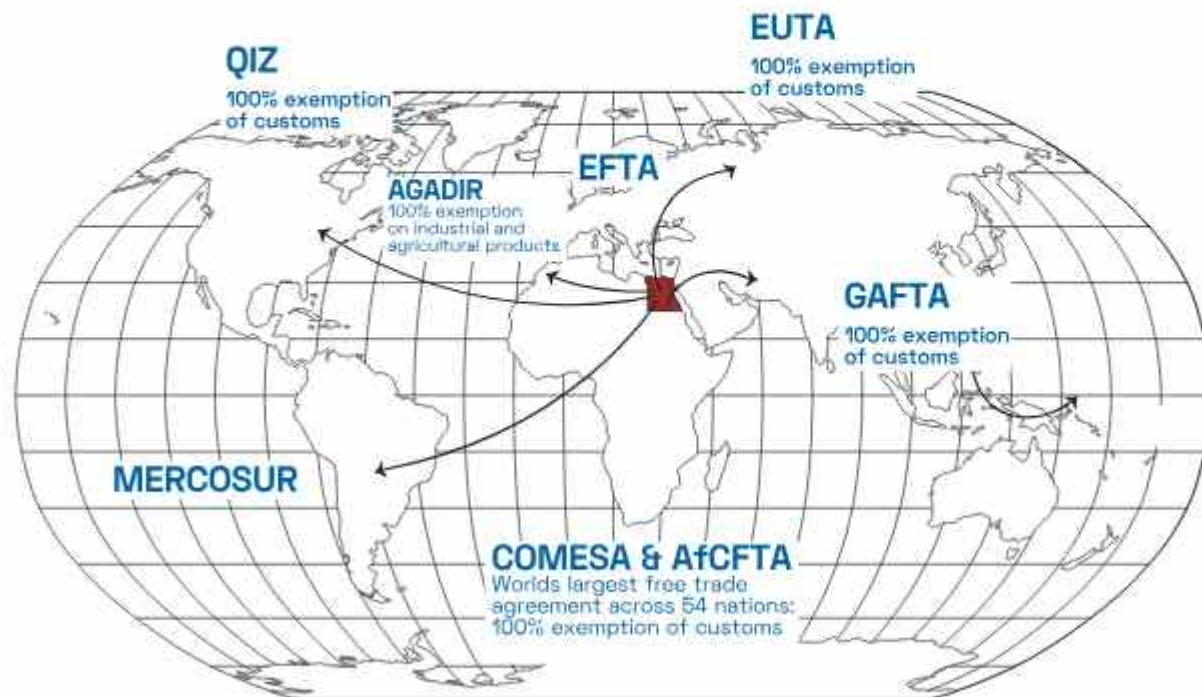 QIZ
100% exemption
of customs
EUTA
100% exemption
of customs
EFTA
AGADIR
100% exemption
on industrial and
agricultural products
GAFTA
100% exemption
of customs
MERCOSUR
COMESA & AfCFTA
Worlds largest free trade
agreement across 54 nations:
100% exemption of customs